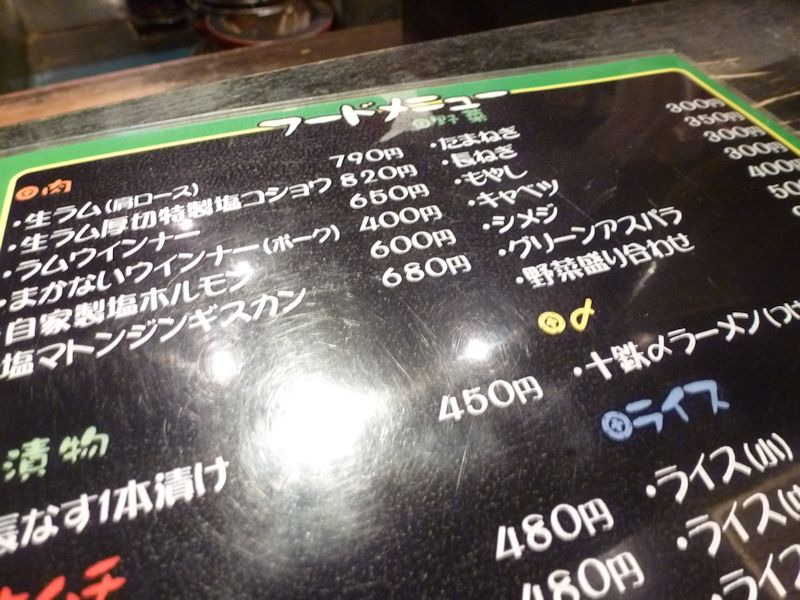 フードメニュー
肉
・生ラム(肩ロース) 790円
・生ラム厚切特製塩コショウ 820円
・ラムウインナー 650円
・まかないウインナー(ポーク) 400円
・自家製塩ホルモン 600円
塩マトンジンギスカン 680円
漬物
長なす1本漬け 450円
480円
480円
野菜
・たまねぎ 300円
・長ねぎ 350円
・もやし 300円
・キャベツ 300円
・シメジ 400円
・グリーンアスパラ
・野菜盛り合わせ
〆
・十鉄〆ラーメン(つけ
ライス
・ライス(小)
・ライス(中
・ライス